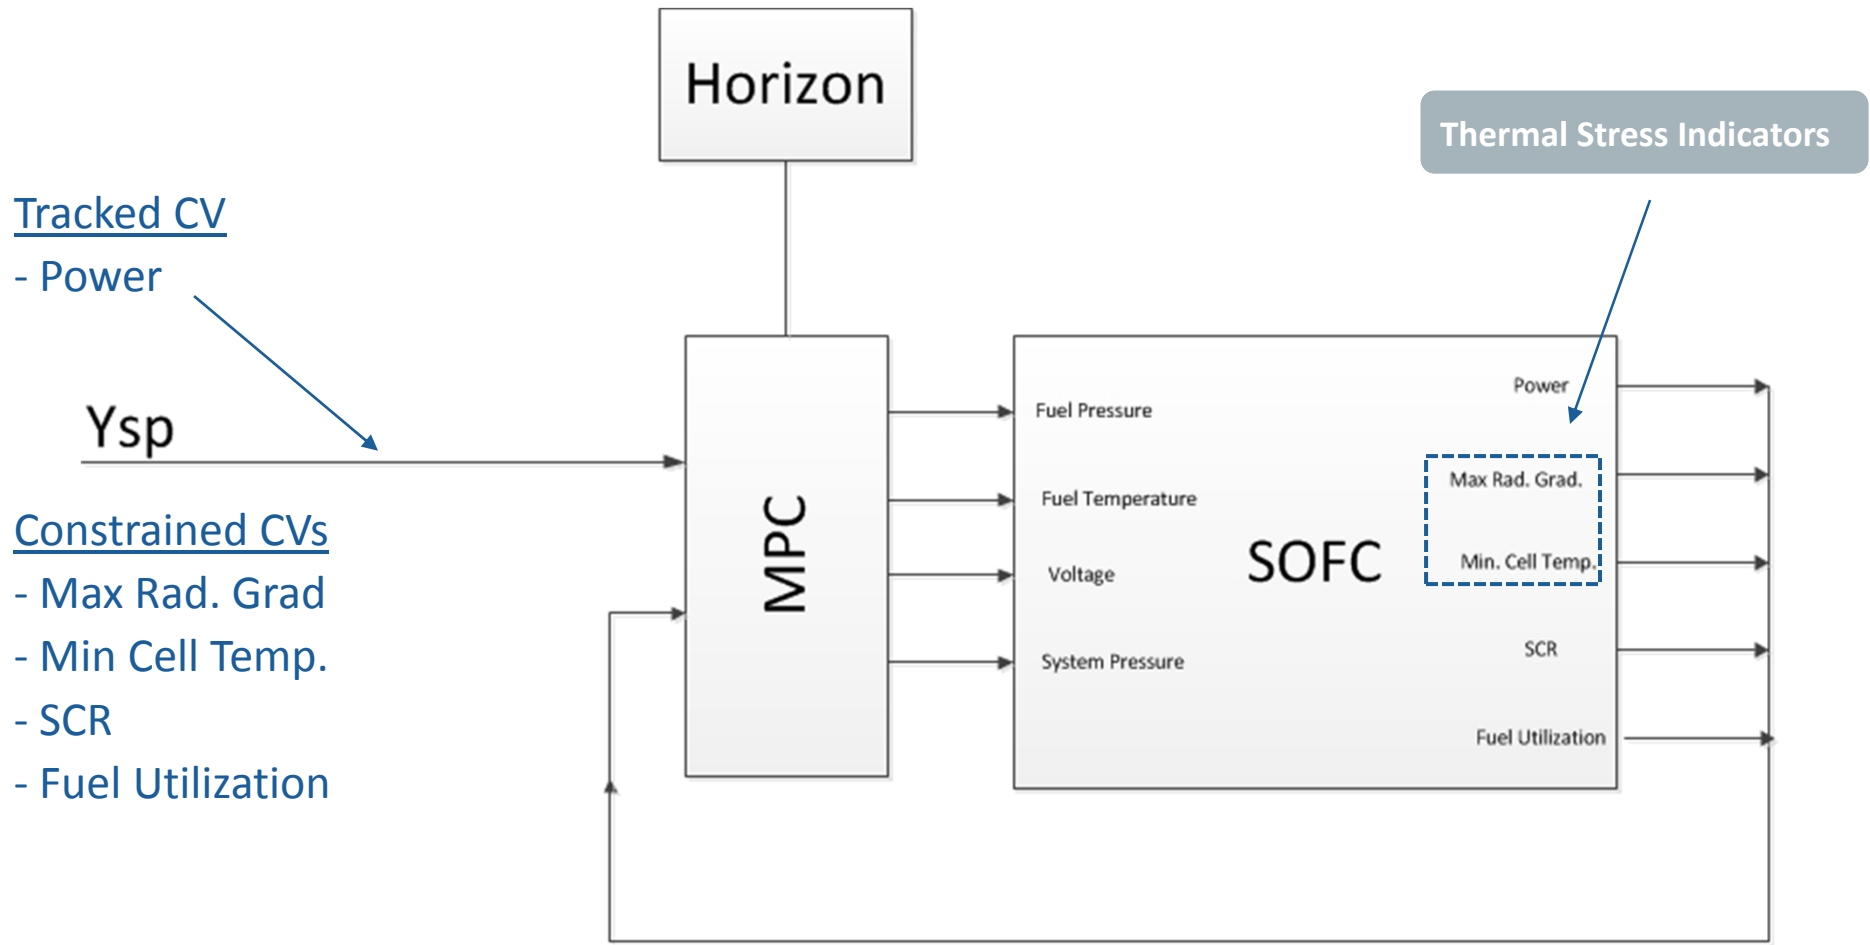 Horizon
Thermal Stress Indicators
Tracked CV
- Power
Ysp
Constrained CVs
- Max Rad. Grad
- Min Cell Temp.
- SCR
- Fuel Utilization
MPC
Fuel Pressure
Fuel Temperature
Voltage
System Pressure
SOFC
Power
Max Rad. Grad.
Min. Cell Temp.
SCR
Fuel Utilization